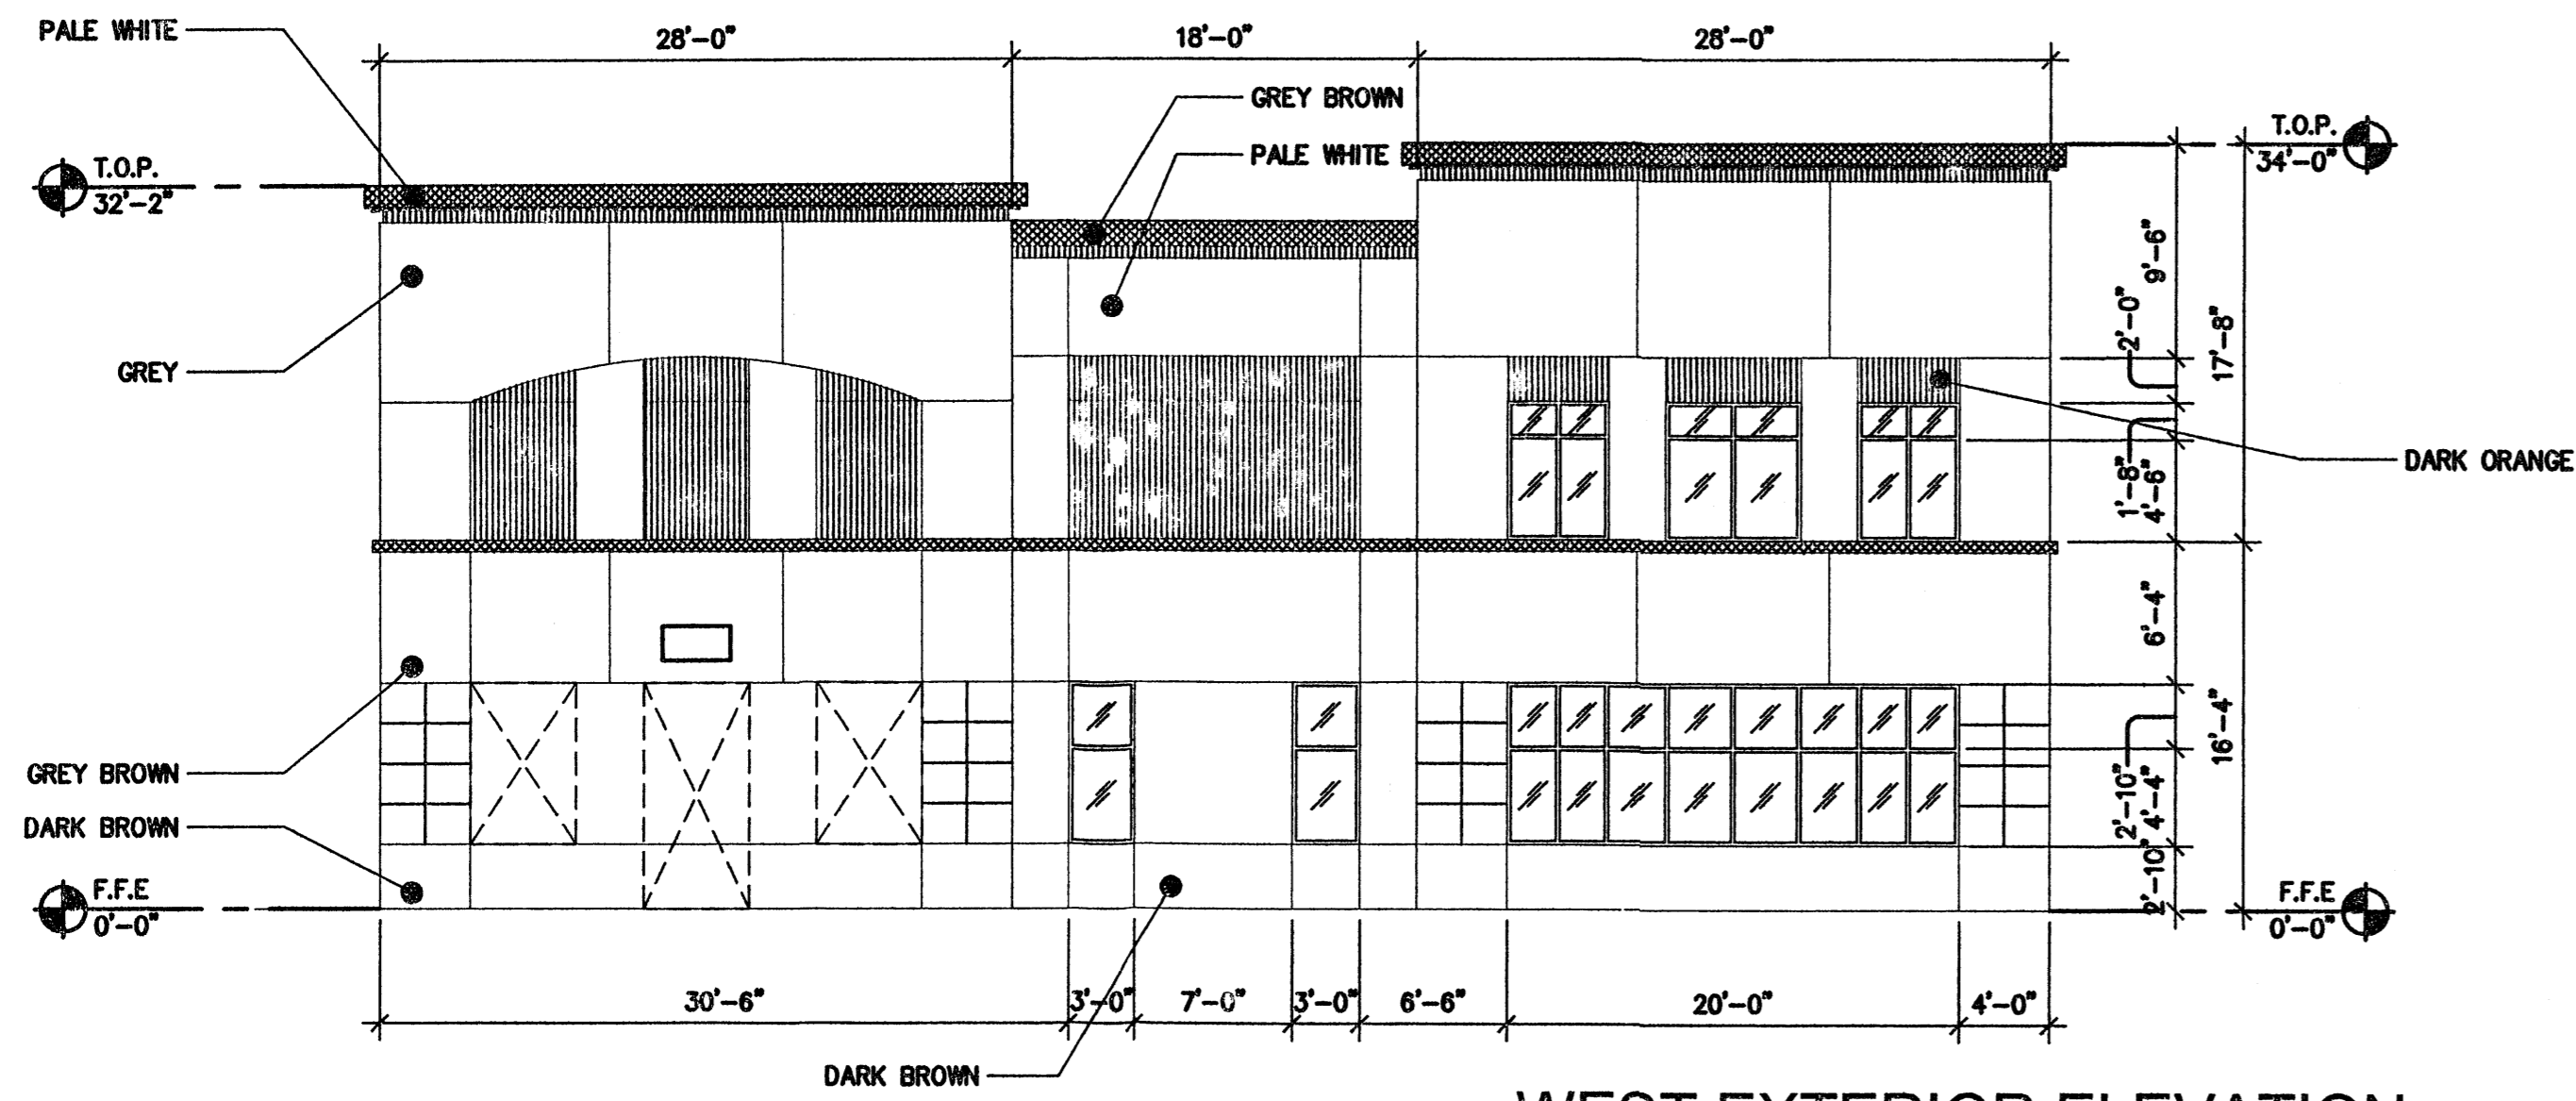 PALE WHITE
28'-0"
18'-0"
28'-0"
GREY BROWN
PALE WHITE
T.O.P.
34'-0"
T.O.P.
32'-2"
9'-6"
2'-0"
17'-8"
GREY
DARK ORANGE
1'-8"
4'-6"
6'-4"
16'-4"
GREY BROWN
2'-10"
4'-4"
DARK BROWN
2'-10"
F.F.E
0'-0"
F.F.E
0'-0"
30'-6"
3'-0"
7'-0"
3'-0"
6'-6"
20'-0"
4'-0"
DARK BROWN
WEST EXTERIOR ELEVATION